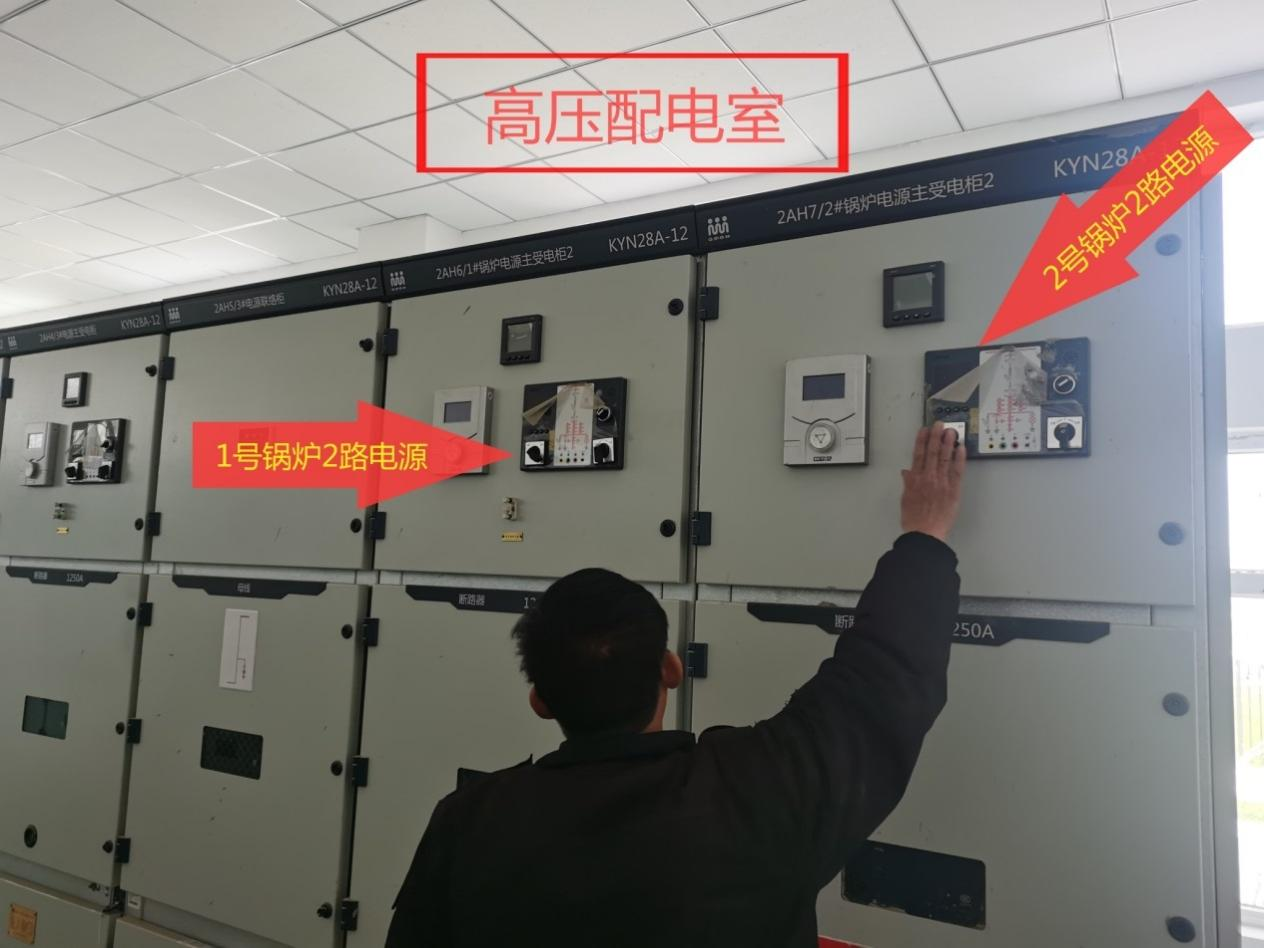 高压配电室
2AH4/3#电源主受电柜
KYN28A-12
2AH5/3#电源联络柜
KYN28A-12
2AH6/1#锅炉电源主受电柜2
KYN28A-12
2AH7/2#锅炉电源主受电柜2
KYN28A
2号锅炉2路电源
1号锅炉2路电源
断路器 1250A
母线
断路器 12
断 250A